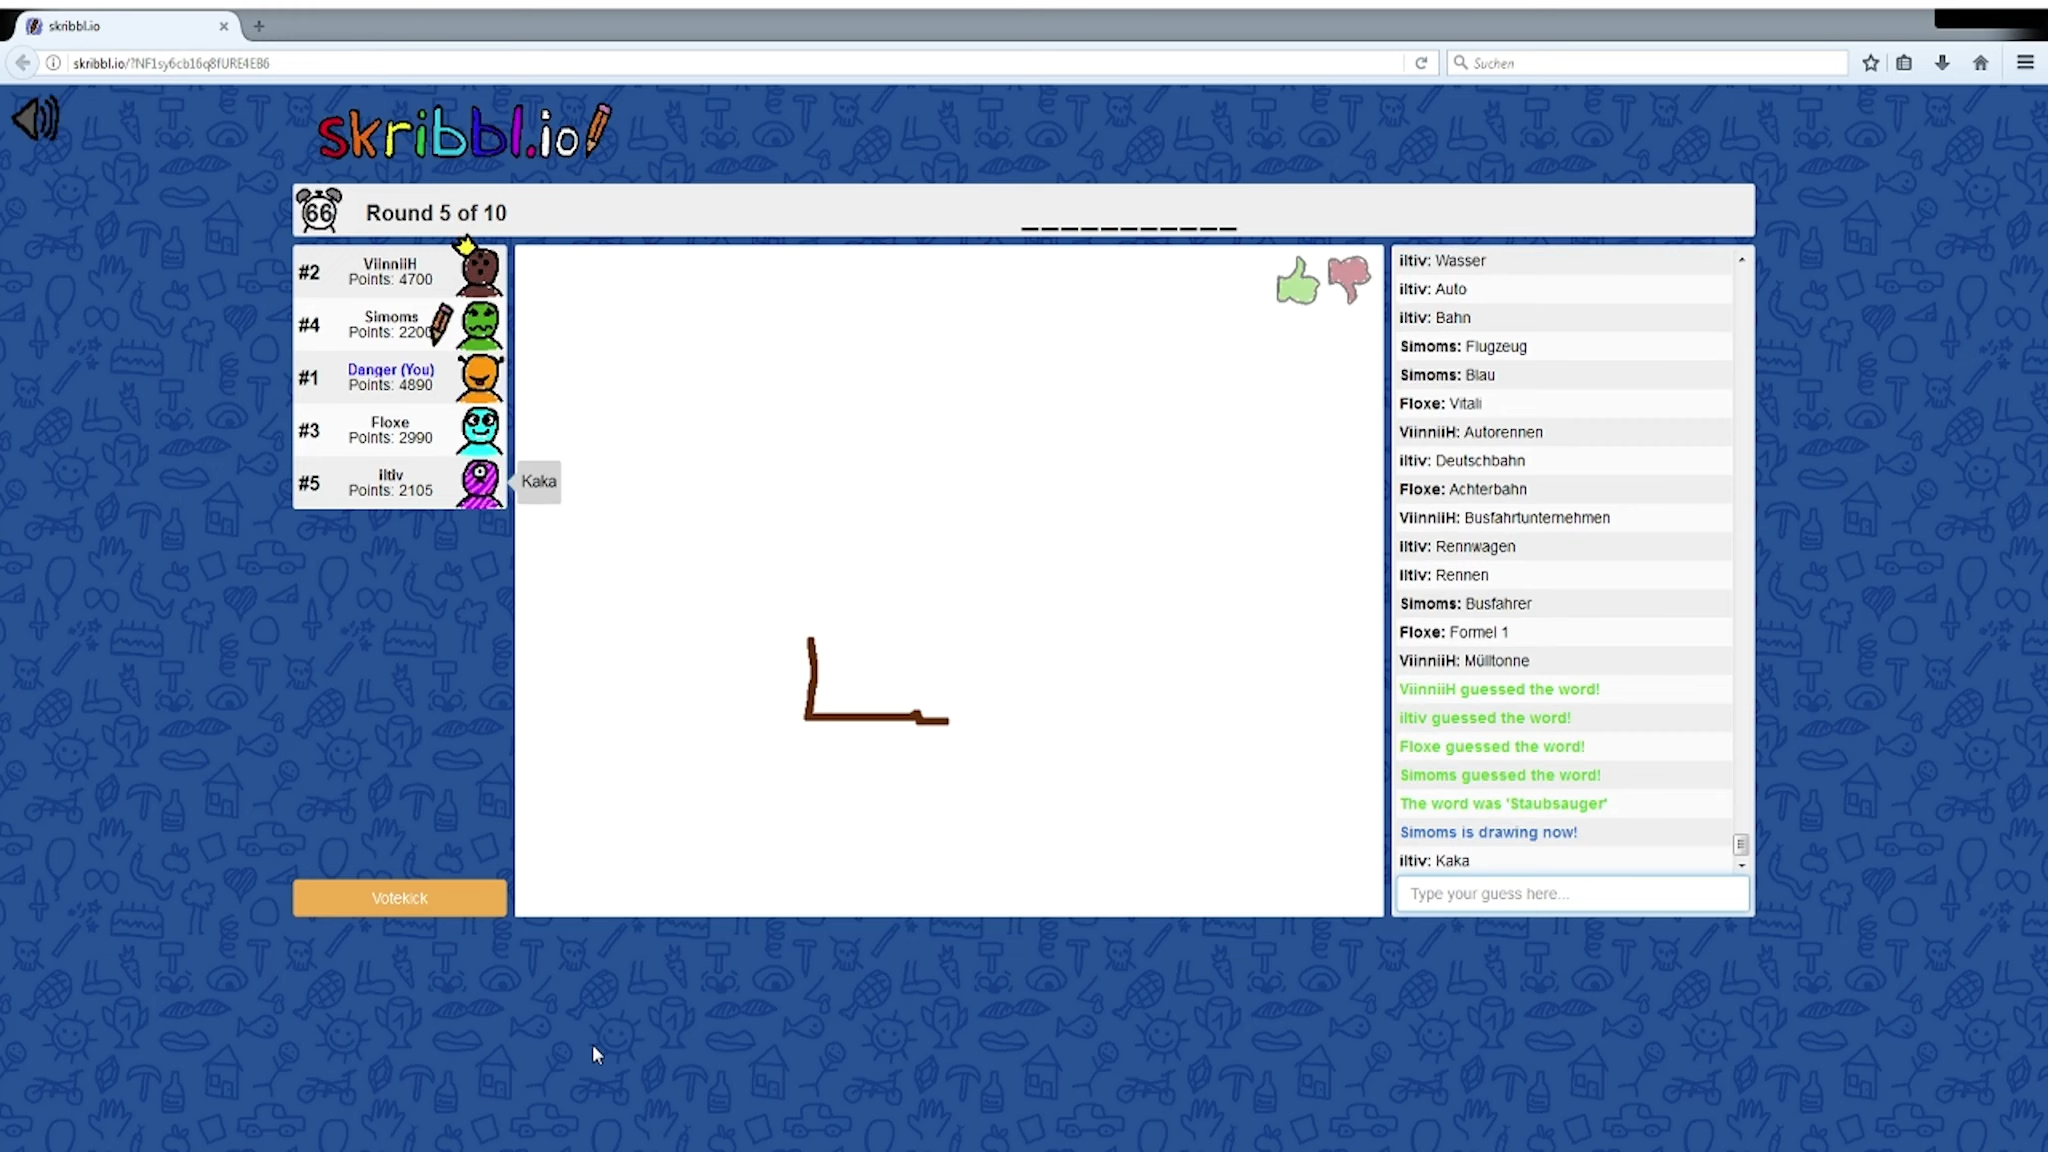 skribbl.io
skribbl.io/?NF1sy6cb16q8fURE4EB6
Suchen
skribbl.io
66
Round 5 of 10
___________
#2
ViinniiH
Points: 4700
#4
Simoms
Points: 2200
#1
Danger (You)
Points: 4890
#3
Floxe
Points: 2990
#5
iltiv
Points: 2105
Kaka
Votekick
iltiv: Wasser
iltiv: Auto
iltiv: Bahn
Simoms: Flugzeug
Simoms: Blau
Floxe: Vitali
ViinniiH: Autorennen
iltiv: Deutschbahn
Floxe: Achterbahn
ViinniiH: Busfahrtunternehmen
iltiv: Rennwagen
iltiv: Rennen
Simoms: Busfahrer
Floxe: Formel 1
ViinniiH: Mülltonne
ViinniiH guessed the word!
iltiv guessed the word!
Floxe guessed the word!
Simoms guessed the word!
The word was 'Staubsauger'
Simoms is drawing now!
iltiv: Kaka
Type your guess here...